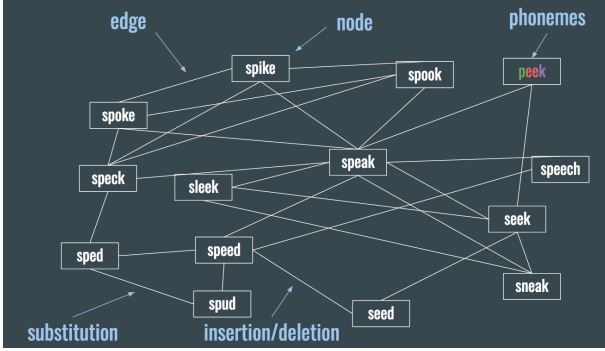 edge
node
phonemes
spike
spook
peek
spoke
speak
speech
speck
sleek
seek
sped
speed
sneak
spud
seed
substitution
insertion/deletion